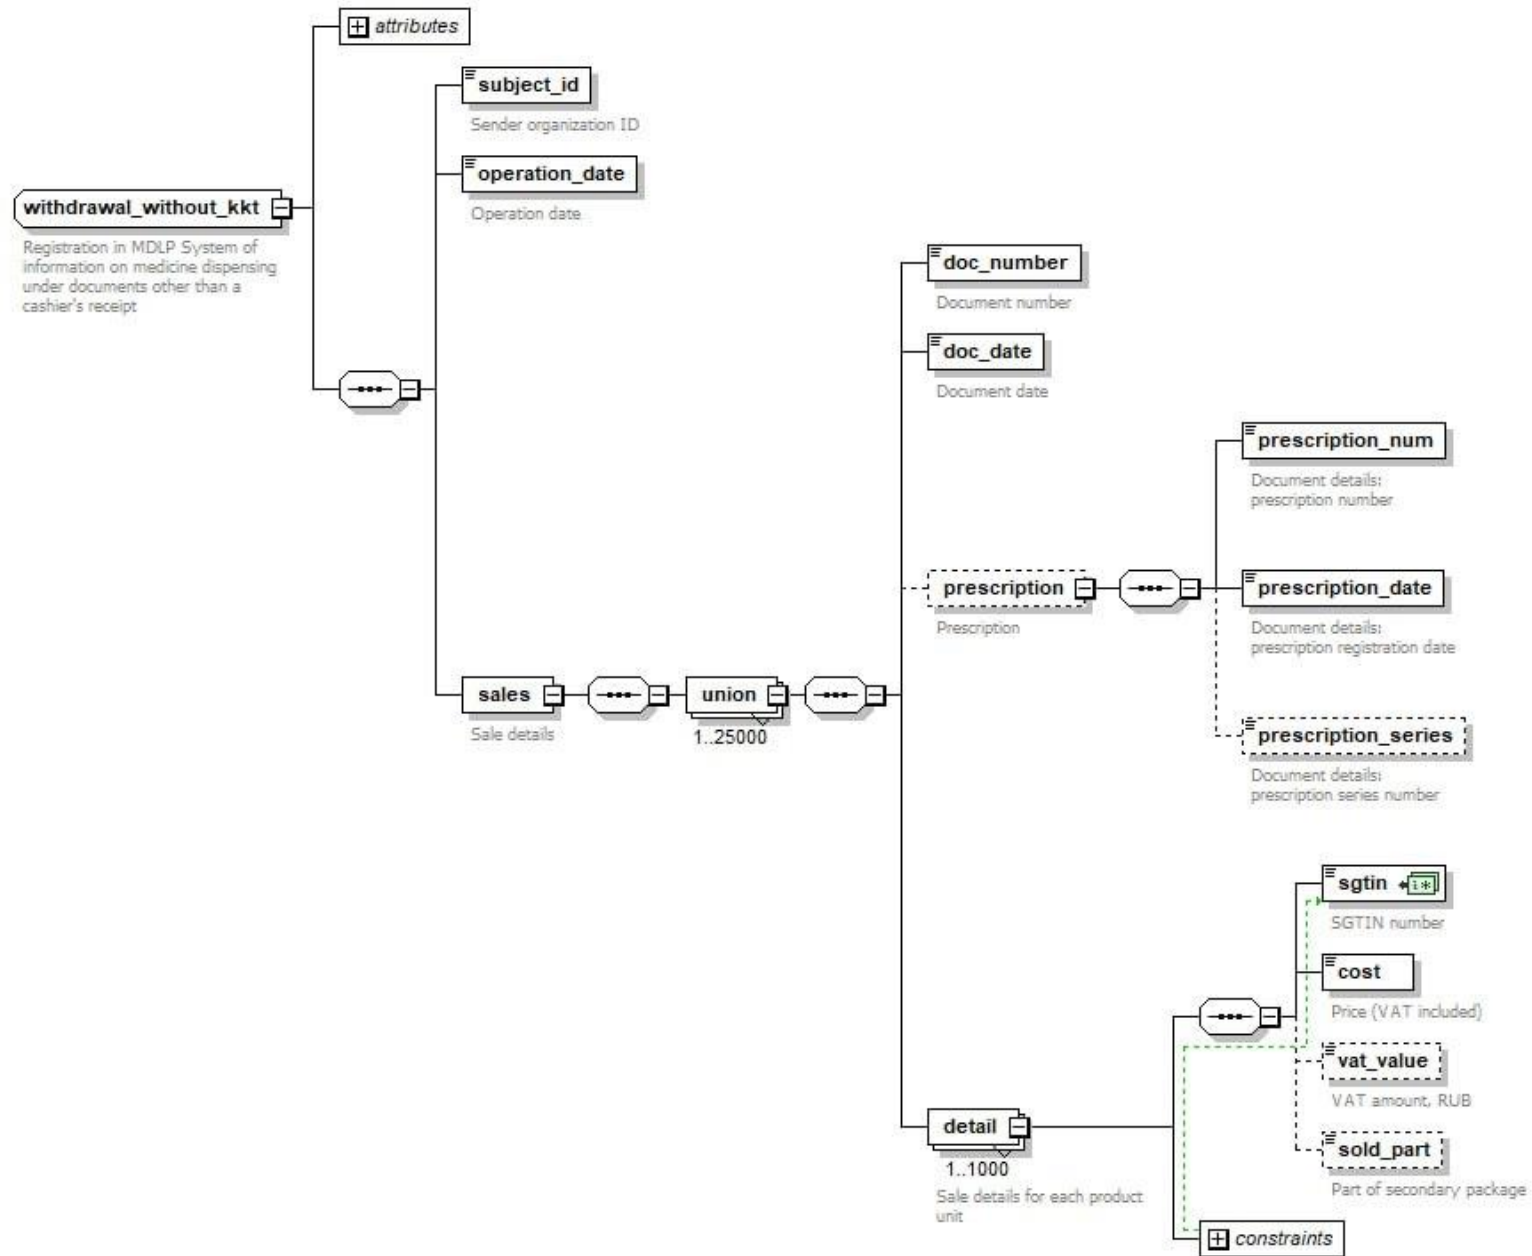 attributes
subject_id
Sender organization ID
operation_date
Operation date
withdrawal_without_kkt
Registration in MDLP System of
information on medicine dispensing
under documents other than a
cashier's receipt
doc_number
Document number
doc_date
Document date
prescription_num
Document details:
prescription number
prescription
Prescription
prescription_date
Document details:
prescription registration date
sales
Sale details
union
1..25000
prescription_series
Document details:
prescription series number
sgtin
SGTIN number
cost
Price (VAT included)
vat_value
VAT amount, RUB
detail
1..1000
Sale details for each product
unit
sold_part
Part of secondary package
constraints